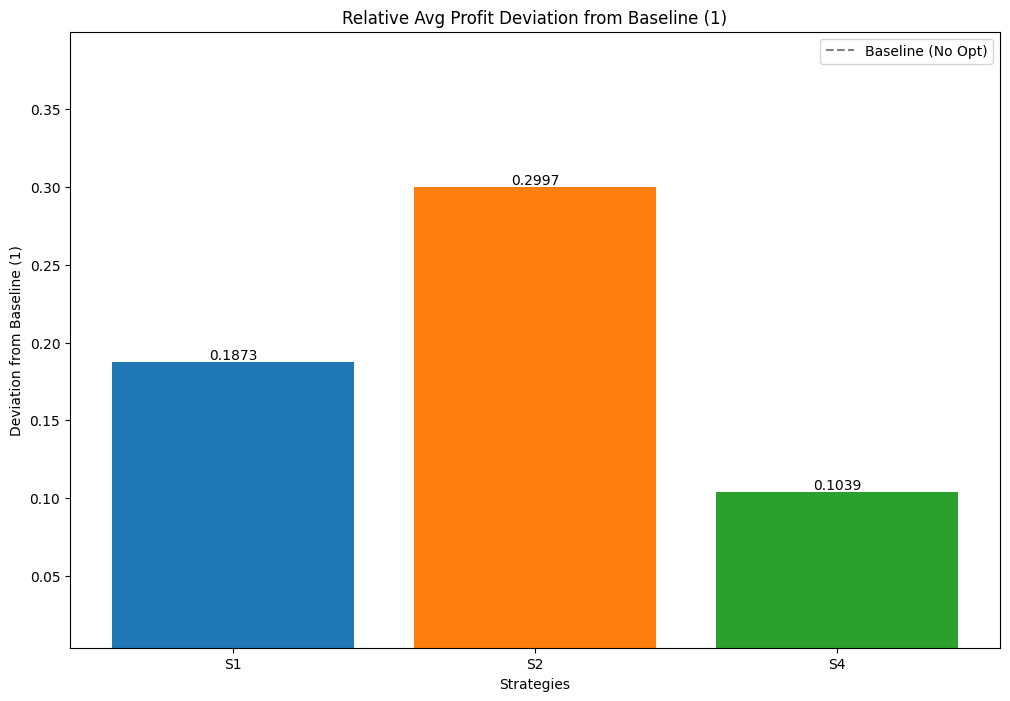 Relative Avg Profit Deviation from Baseline (1)
Baseline (No Opt)
Deviation from Baseline (1)
0.35
0.30
0.25
0.20
0.15
0.10
0.05
0.1873
0.2997
0.1039
S1
S2
S4
Strategies